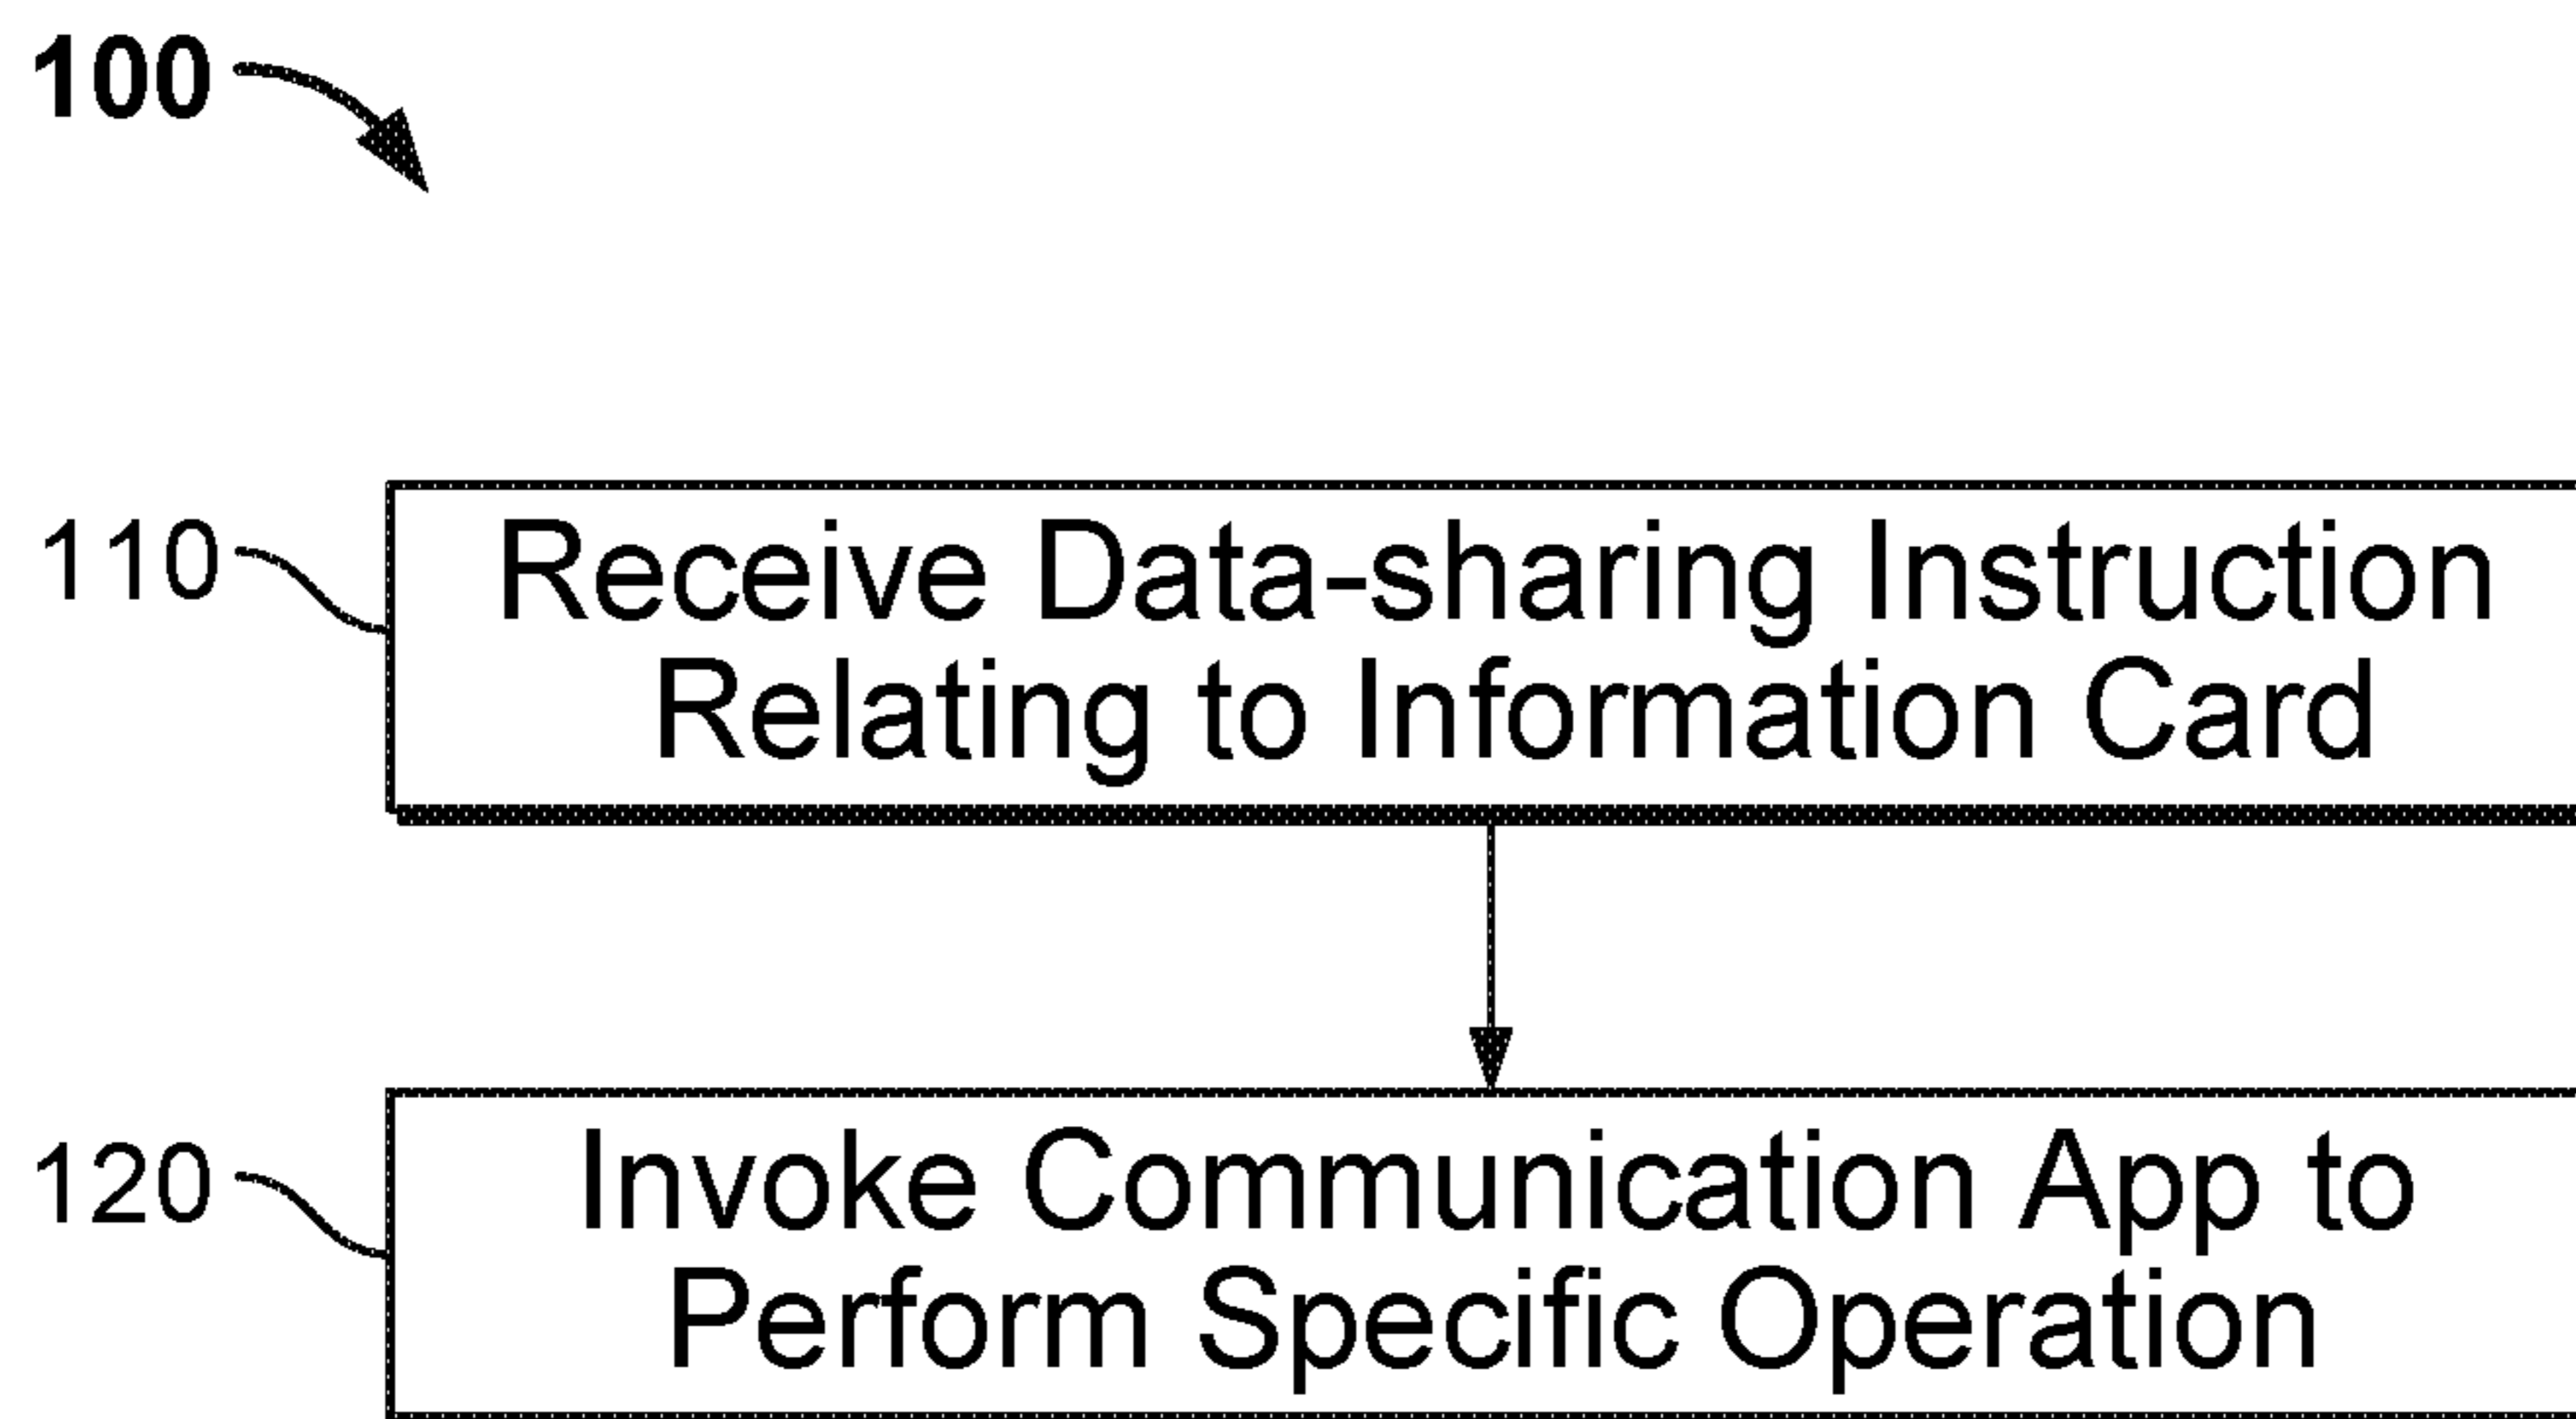 100
110
Receive Data-sharing Instruction
Relating to Information Card
120
Invoke Communication App to
Perform Specific Operation